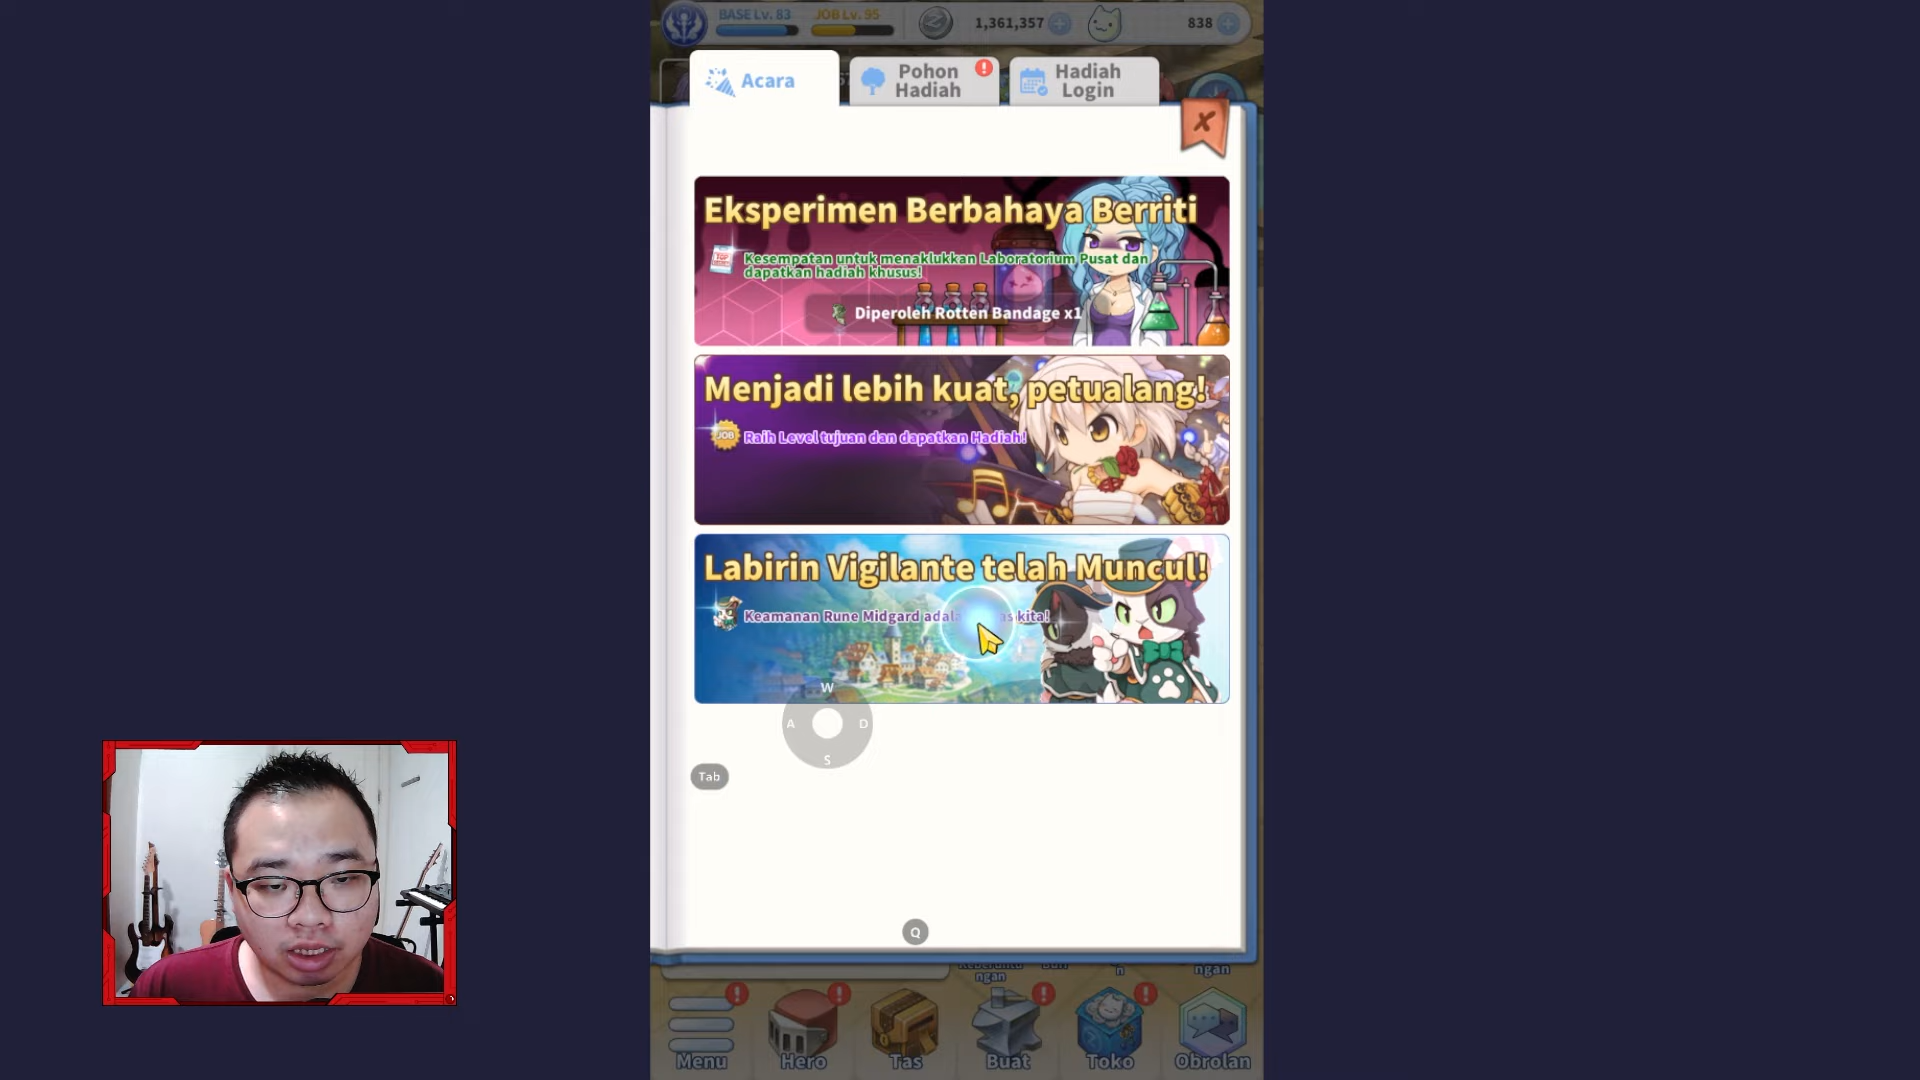 BASE Lv. 83
JOB Lv. 95
1,361,357
838
Acara
Pohon
Hadiah
Hadiah
Login
Eksperimen Berbahaya Berriti
TOP
Kesempatan untuk menaklukkan Laboratorium Pusat dan
dapatkan hadiah khusus!
Diperoleh Rotten Bandage x1
Menjadi lebih kuat, petualang!
JOB
Raih Level tujuan dan dapatkan Hadiah!
Labirin Vigilante telah Muncul!
Keamanan Rune Midgard kita!
W
A
D
S
Tab
Q
ngan
n
ngan
Menu
Hero
Tas
Buat
Toko
Obrolan